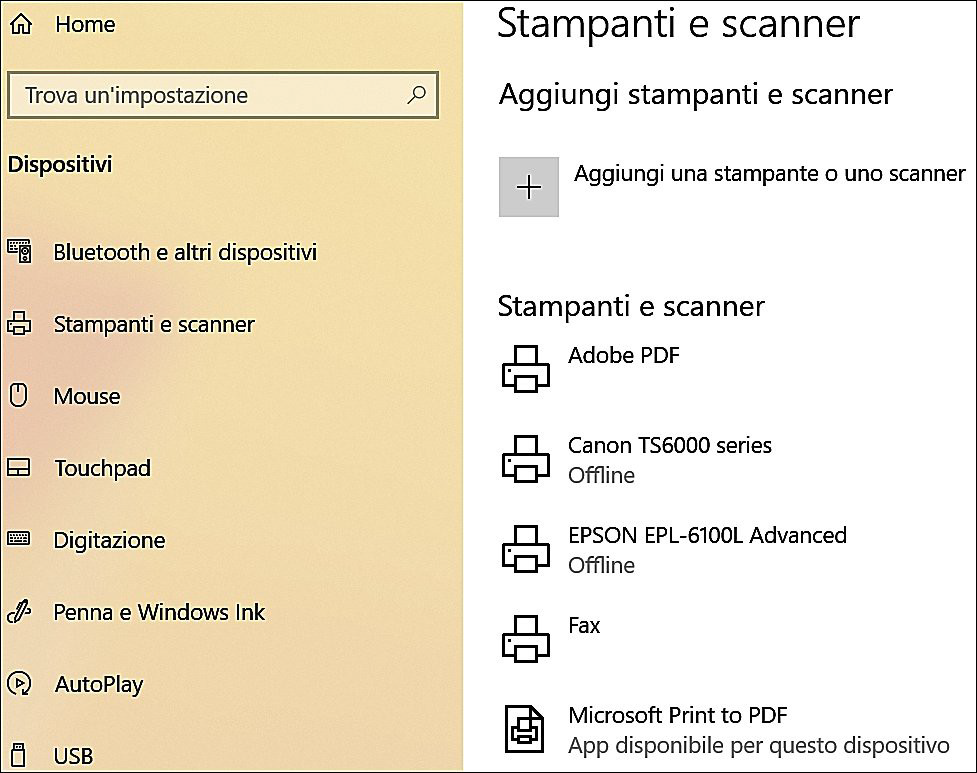 Home
Trova un'impostazione
Dispositivi
Bluetooth e altri dispositivi
Stampanti e scanner
Mouse
Touchpad
Digitazione
Penna e Windows Ink
AutoPlay
USB
Stampanti e scanner
Aggiungi stampanti e scanner
Aggiungi una stampante o uno scanner
Stampanti e scanner
Adobe PDF
Canon TS6000 series
Offline
EPSON EPL-6100L Advanced
Offline
Fax
Microsoft Print to PDF
App disponibile per questo dispositivo